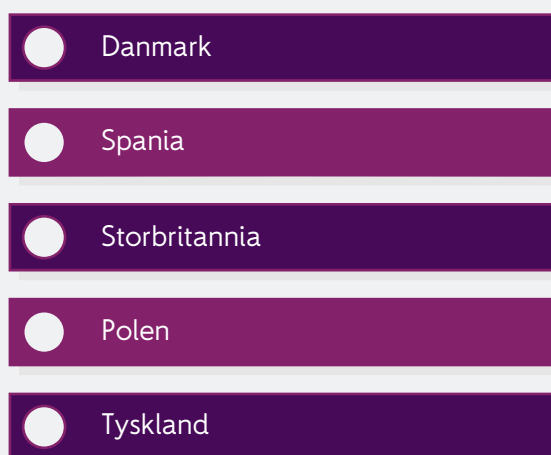 Danmark
Spania
Storbritannia
Polen
Tyskland